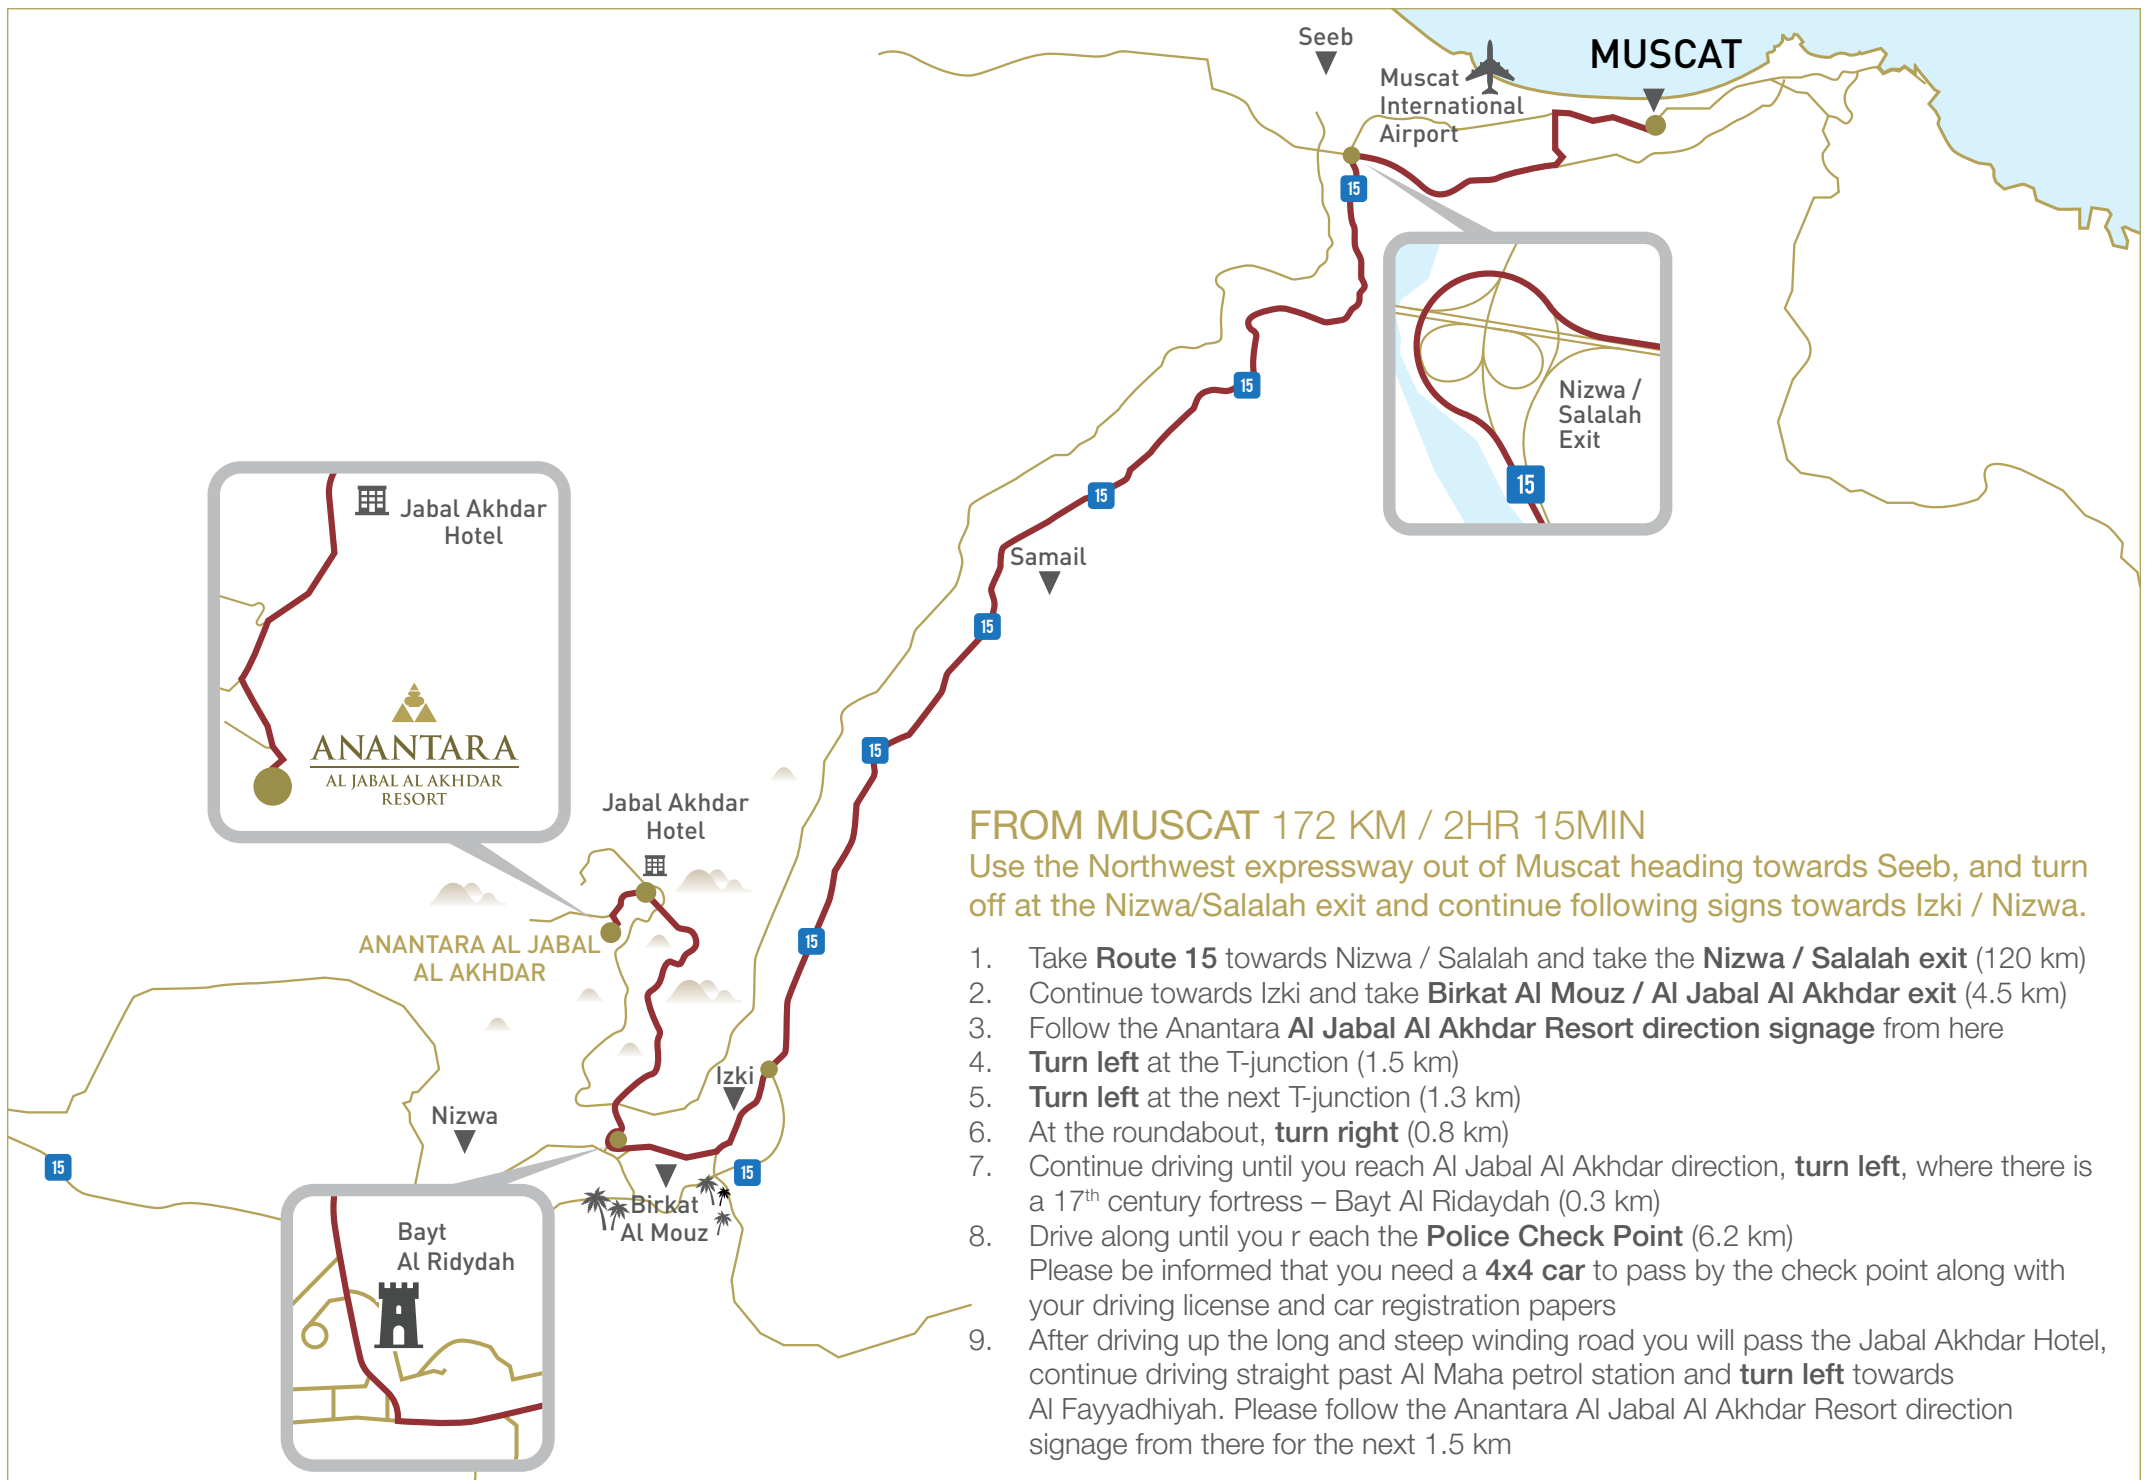 Seeb
MUSCAT
Muscat
International
Airport
15
15
15
Nizwa /
Salalah
Exit
15
Samail
15
15
15
Jabal Akhdar
Hotel
ANANTARA
AL JABAL AL AKHDAR
RESORT
Jabal Akhdar
Hotel
ANANTARA AL JABAL
AL AKHDAR
Izki
Nizwa
15
15
Birkat
Al Mouz
Bayt
Al Ridydah
FROM MUSCAT 172 KM / 2HR 15MIN
Use the Northwest expressway out of Muscat heading towards Seeb, and turn
off at the Nizwa/Salalah exit and continue following signs towards Izki / Nizwa.
1. Take Route 15 towards Nizwa / Salalah and take the Nizwa / Salalah exit (120 km)
2. Continue towards Izki and take Birkat Al Mouz / Al Jabal Al Akhdar exit (4.5 km)
3. Follow the Anantara Al Jabal Al Akhdar Resort direction signage from here
4. Turn left at the T-junction (1.5 km)
5. Turn left at the next T-junction (1.3 km)
6. At the roundabout, turn right (0.8 km)
7. Continue driving until you reach Al Jabal Al Akhdar direction, turn left, where there is
a 17th century fortress – Bayt Al Ridaydah (0.3 km)
8. Drive along until you r each the Police Check Point (6.2 km)
Please be informed that you need a 4x4 car to pass by the check point along with
your driving license and car registration papers
9. After driving up the long and steep winding road you will pass the Jabal Akhdar Hotel,
continue driving straight past Al Maha petrol station and turn left towards
Al Fayyadhiyah. Please follow the Anantara Al Jabal Al Akhdar Resort direction
signage from there for the next 1.5 km